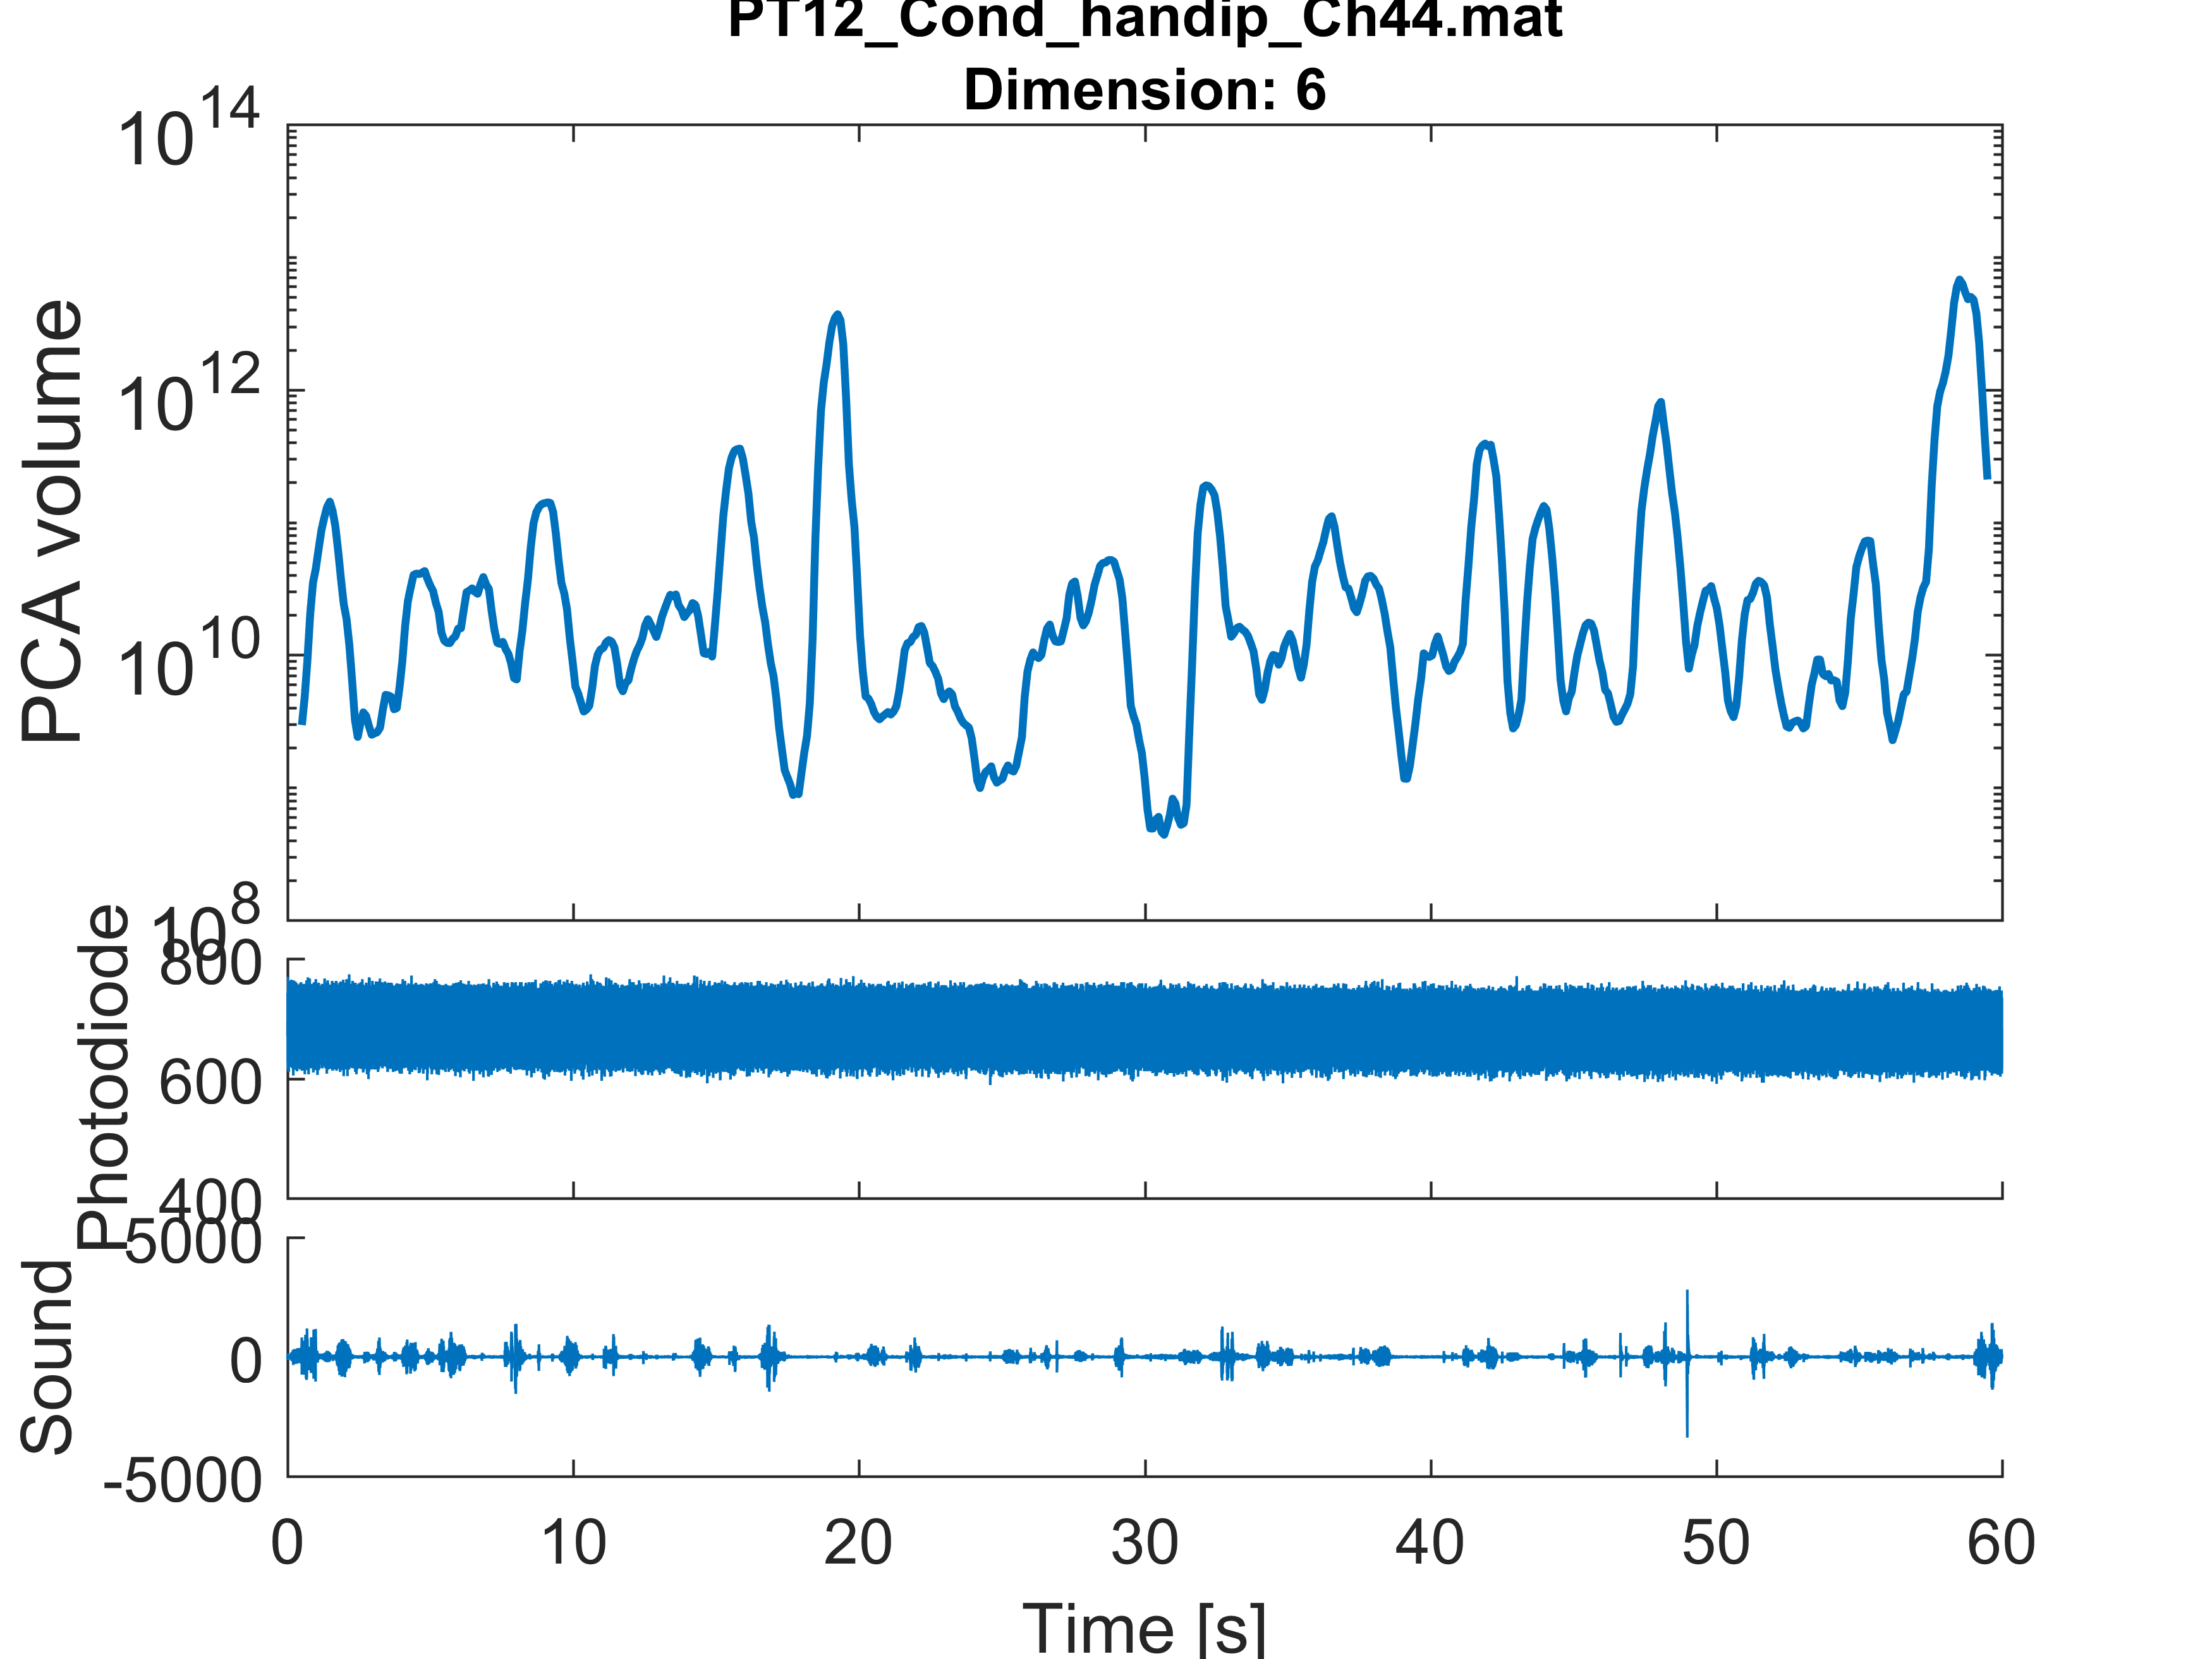 PT12_Cond_handip_Ch44.mat
Dimension: 6
PCA volume
10^14
10^12
10^10
10^8
Photodiode
800
600
400
Sound
5000
0
-5000
0 10 20 30 40 50 60
Time [s]